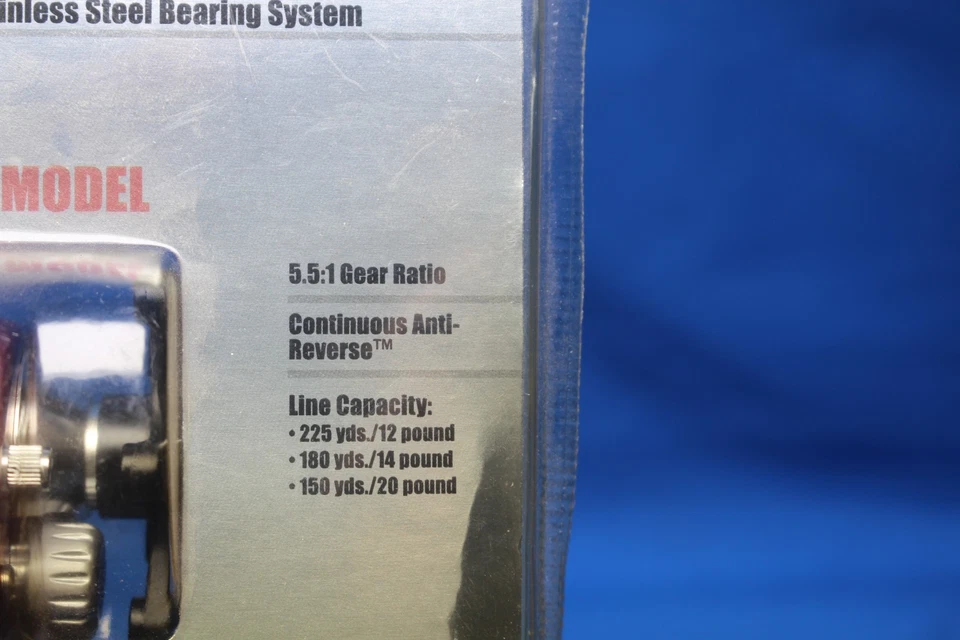 inless Steel Bearing System
MODEL
5.5:1 Gear Ratio
Continuous Anti-
Reverse™
Line Capacity:
• 225 yds./12 pound
• 180 yds./14 pound
• 150 yds./20 pound